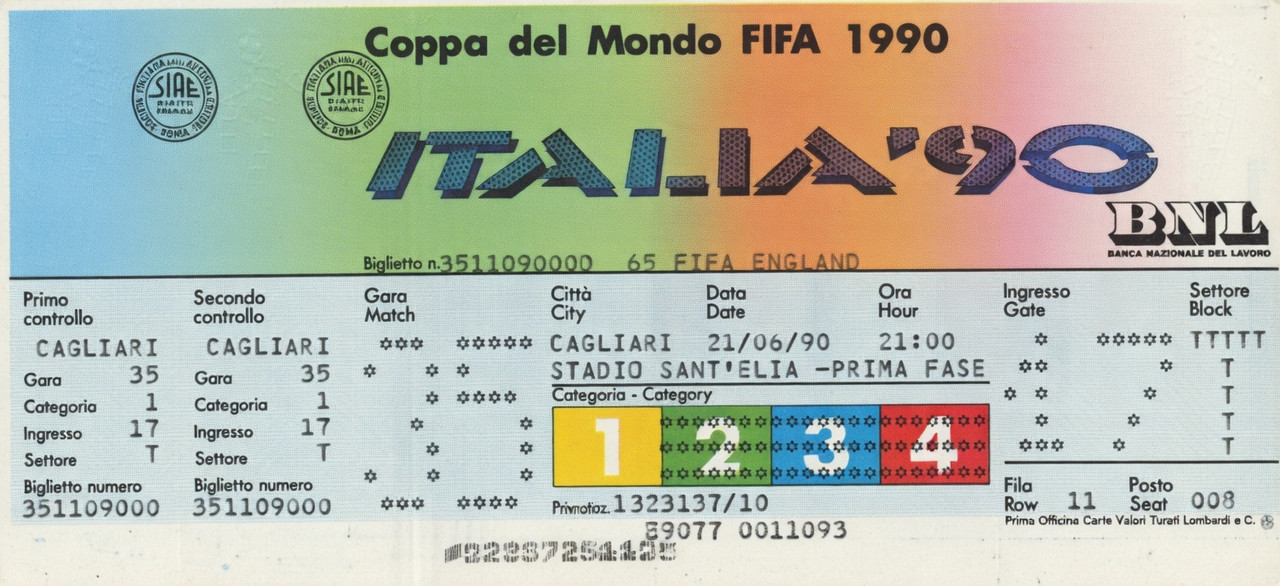 Coppa del Mondo FIFA 1990
SIAE
SIAE
ITALIA '90
BNL
BANCA NAZIONALE DEL LAVORO
Biglietto n.3511090000 65 FIFA ENGLAND
Primo controllo
Secondo controllo
Gara Match
Città City
Data Date
Ora Hour
Ingresso Gate
Settore Block
CAGLIARI CAGLIARI *** ***** CAGLIARI 21/06/90 21:00 * ***** TTTTT
STADIO SANT'ELIA -PRIMA FASE
Gara 35 Gara 35
Categoria - Category
Categoria 1 Categoria 1
1 2 3 4
Ingresso 17 Ingresso 17
Settore T Settore T
T
T
T
T
Biglietto numero Biglietto numero
351109000 351109000
1323137/10
Fila Row 11 Posto Seat 008
Prima Officina Carte Valori Turati Lombardi e C.
89077 0011093